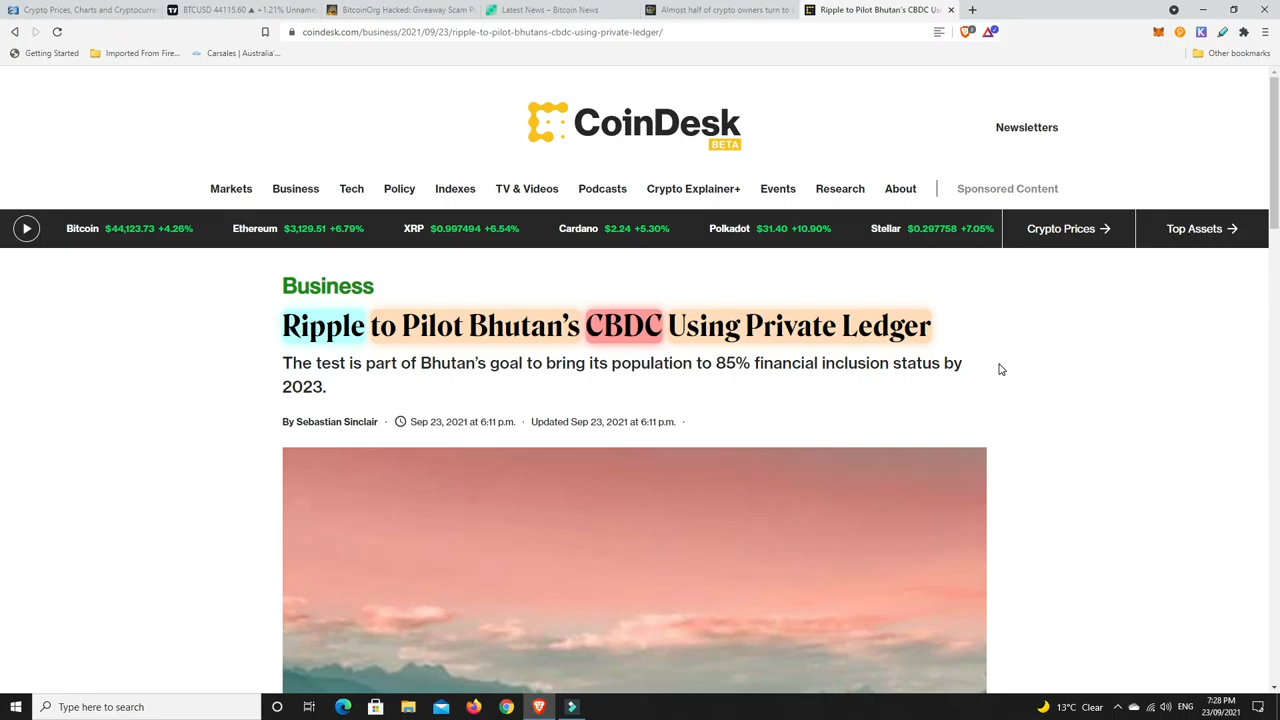 Crypto Prices, Charts and Cryptocurre
BTCUSD 44115.60 ▲ +1.21% Unname
BitcoinOrg Hacked: Giveaway Scam P
Latest News – Bitcoin News
Almost half of crypto owners turn to c
Ripple to Pilot Bhutan's CBDC Us
coindesk.com/business/2021/09/23/ripple-to-pilot-bhutans-cbdc-using-private-ledger/
Getting Started
Imported From Fire...
Carsales | Australia'...
Other bookmarks
CoinDesk
BETA
Newsletters
Markets
Business
Tech
Policy
Indexes
TV & Videos
Podcasts
Crypto Explainer+
Events
Research
About
Sponsored Content
Bitcoin $44,123.73 +4.26%
Ethereum $3,129.51 +6.79%
XRP $0.997494 +6.54%
Cardano $2.24 +5.30%
Polkadot $31.40 +10.90%
Stellar $0.297758 +7.05%
Crypto Prices →
Top Assets →
Business
Ripple to Pilot Bhutan's CBDC Using Private Ledger
The test is part of Bhutan's goal to bring its population to 85% financial inclusion status by
2023.
By Sebastian Sinclair · Sep 23, 2021 at 6:11 p.m. · Updated Sep 23, 2021 at 6:11 p.m. ·
Type here to search
13°C Clear
ENG
7:28 PM
23/09/2021